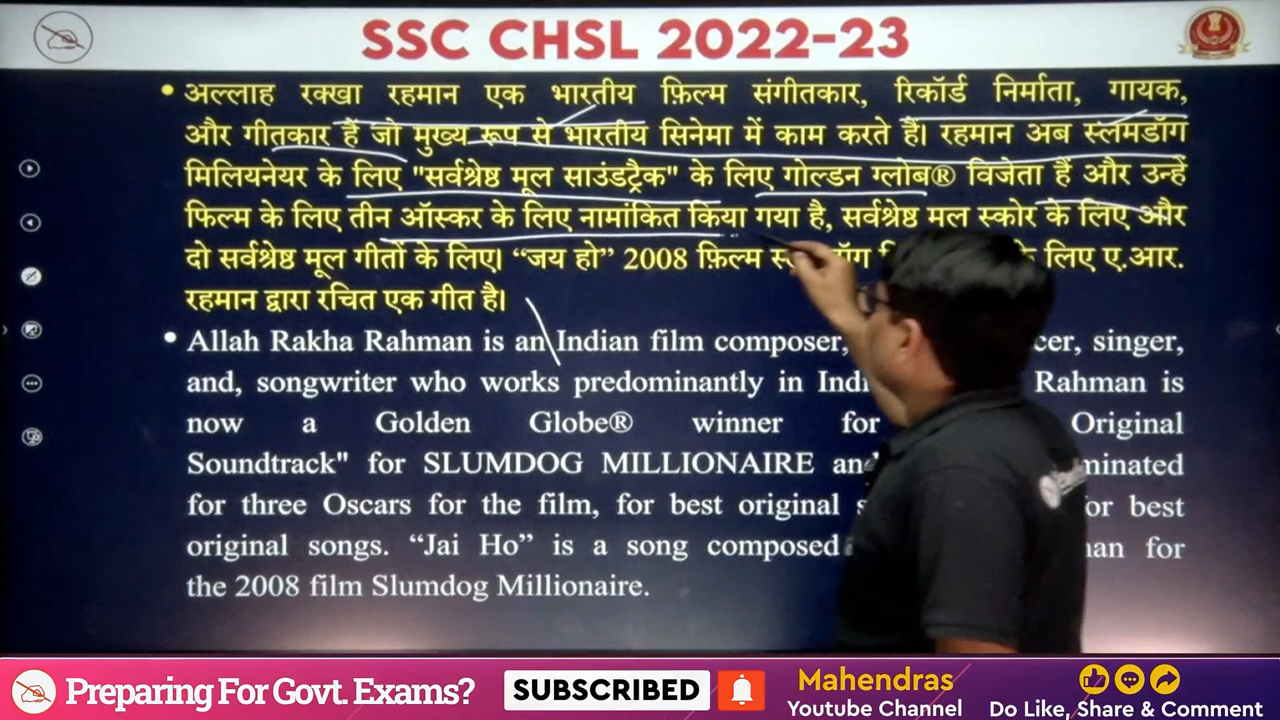 SSC CHSL 2022-23
• अल्लाह रक्खा रहमान एक भारतीय फ़िल्म संगीतकार, रिकॉर्ड निर्माता, गायक,
और गीतकार हैं जो मुख्य रूप से भारतीय सिनेमा में काम करते हैं। रहमान अब स्लमडॉग
मिलियनेयर के लिए "सर्वश्रेष्ठ मूल साउंडट्रैक" के लिए गोल्डन ग्लोब® विजेता हैं और उन्हें
फिल्म के लिए तीन ऑस्कर के लिए नामांकित किया गया है, सर्वश्रेष्ठ मूल स्कोर के लिए और
दो सर्वश्रेष्ठ मूल गीतों के लिए। “जय हो” 2008 फ़िल्म के लिए ए.आर.
रहमान द्वारा रचित एक गीत है।
• Allah Rakha Rahman is an Indian film composer, singer,
and, songwriter who works predominantly in Rahman is
now a Golden Globe® winner for Original
Soundtrack" for SLUMDOG MILLIONAIRE
for three Oscars for the film, for best original best
original songs. “Jai Ho” is a song composed for
the 2008 film Slumdog Millionaire.
Preparing For Govt. Exams?
SUBSCRIBED
Mahendras
Youtube Channel
Do Like, Share & Comment